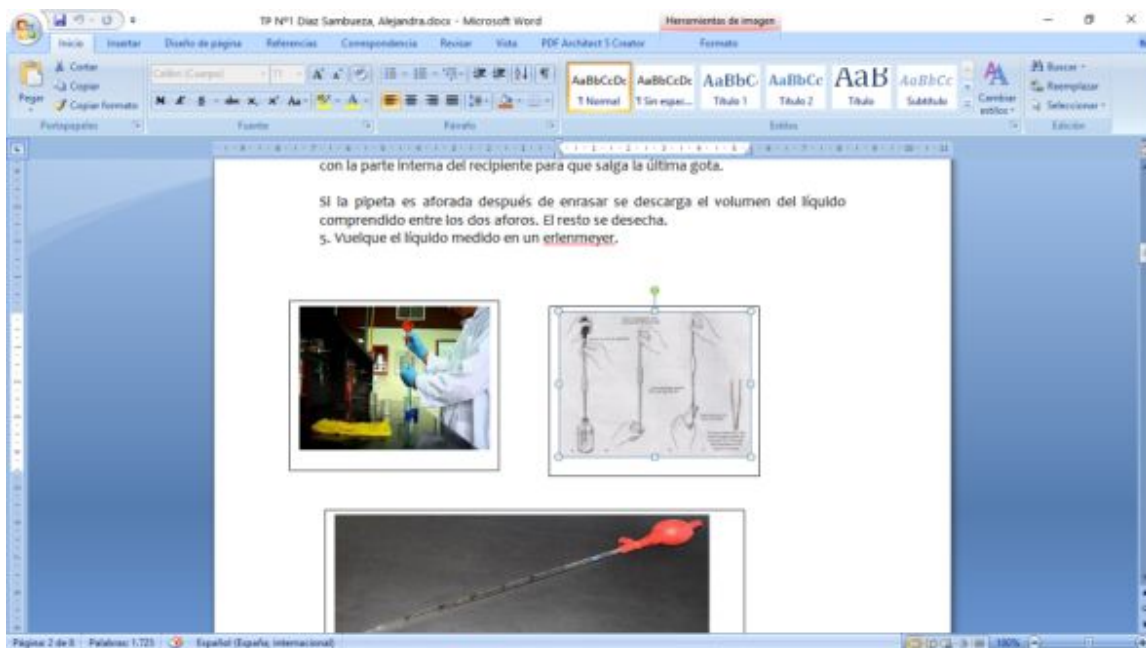 TP Nº1 Diaz Sambueza, Alejandra.docx - Microsoft Word
Herramientas de imagen
Inicio Insertar Diseño de página Referencias Correspondencia Revisar Vista PDF Architect 5 Creator Formato
Cortar
Copiar
Copiar formato
Pegar
Portapapeles
Calibri (Cuerpo) 11
Fuente
Párrafo
AaBbCcDc AaBbCcDc AaBbC AaBbCc AaB AaBbCc
¶ Normal ¶ Sin espac... Título 1 Título 2 Título Subtítulo
Estilos
Cambiar estilos
Buscar
Reemplazar
Seleccionar
Edición
con la parte interna del recipiente para que salga la última gota.
Si la pipeta es aforada después de enrasar se descarga el volumen del líquido
comprendido entre los dos aforos. El resto se desecha.
5. Vuelque el líquido medido en un erlenmeyer.
Página: 2 de 8 Palabras: 1.725 Español (España, internacional) 100%